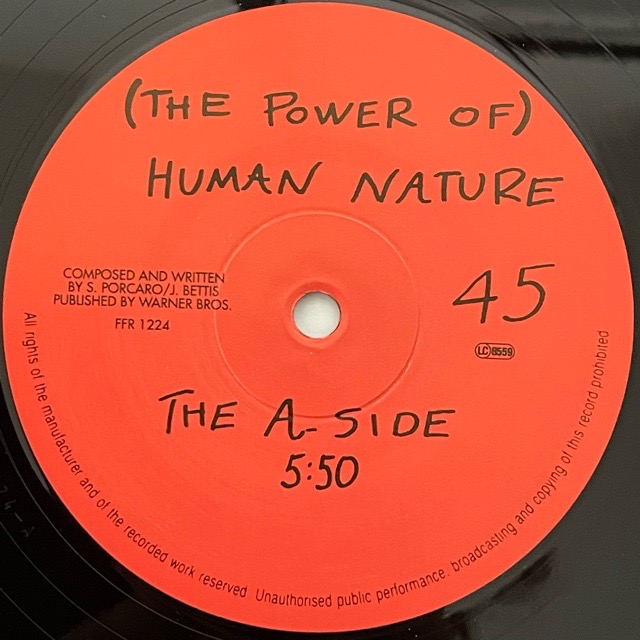 (THE POWER OF)
HUMAN NATURE
COMPOSED AND WRITTEN
BY S. PORCARO/J. BETTIS
PUBLISHED BY WARNER BROS.
FFR 1224
45
LC 8559
THE A-SIDE
5:50
All rights of the manufacturer and of the recorded work reserved. Unauthorised public performance. broadcasting and copying of this record prohibited